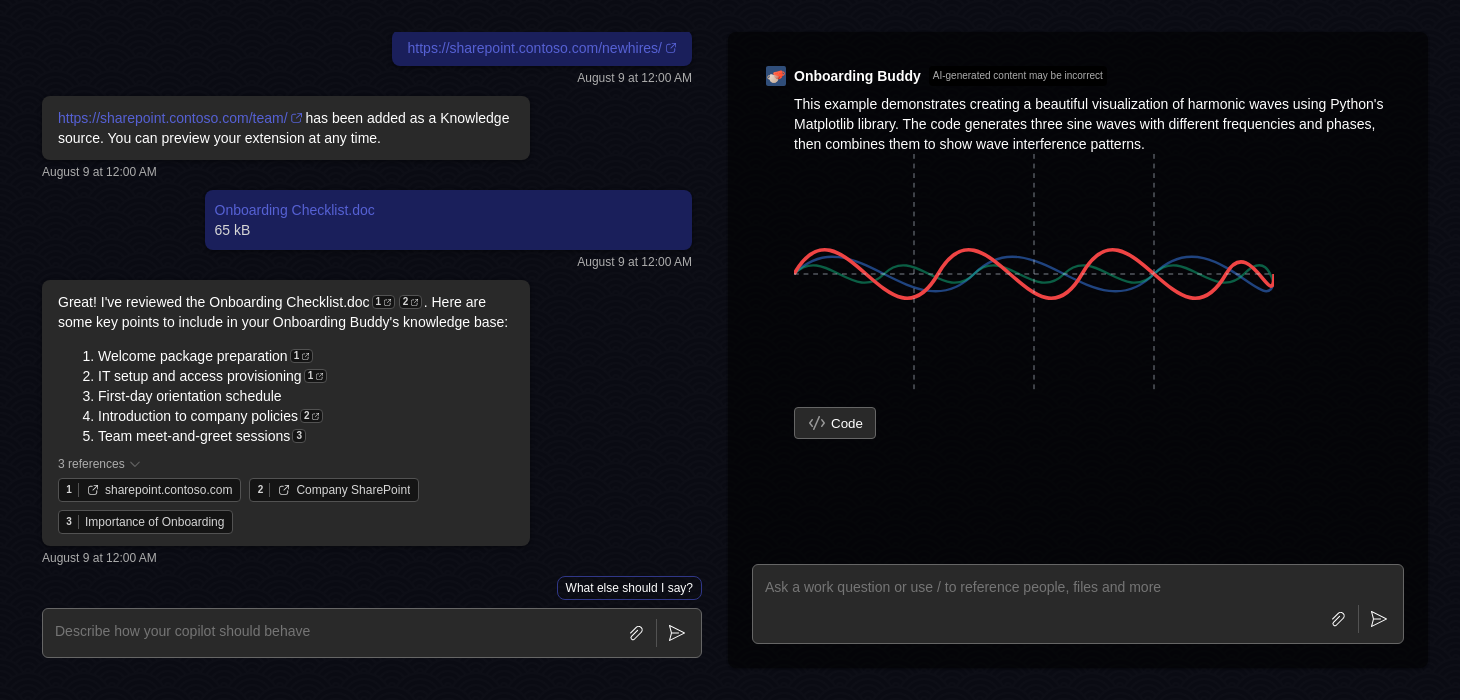 https://sharepoint.contoso.com/newhires/
August 9 at 12:00 AM
https://sharepoint.contoso.com/team/ has been added as a Knowledge
source. You can preview your extension at any time.
August 9 at 12:00 AM
Onboarding Checklist.doc
65 kB
August 9 at 12:00 AM
Great! I've reviewed the Onboarding Checklist.doc 1 2 . Here are
some key points to include in your Onboarding Buddy's knowledge base:
1. Welcome package preparation 1
2. IT setup and access provisioning 1
3. First-day orientation schedule
4. Introduction to company policies 2
5. Team meet-and-greet sessions 3
3 references
1 sharepoint.contoso.com
2 Company SharePoint
3 Importance of Onboarding
August 9 at 12:00 AM
What else should I say?
Describe how your copilot should behave
Onboarding Buddy AI-generated content may be incorrect
This example demonstrates creating a beautiful visualization of harmonic waves using Python's
Matplotlib library. The code generates three sine waves with different frequencies and phases,
then combines them to show wave interference patterns.
Code
Ask a work question or use / to reference people, files and more